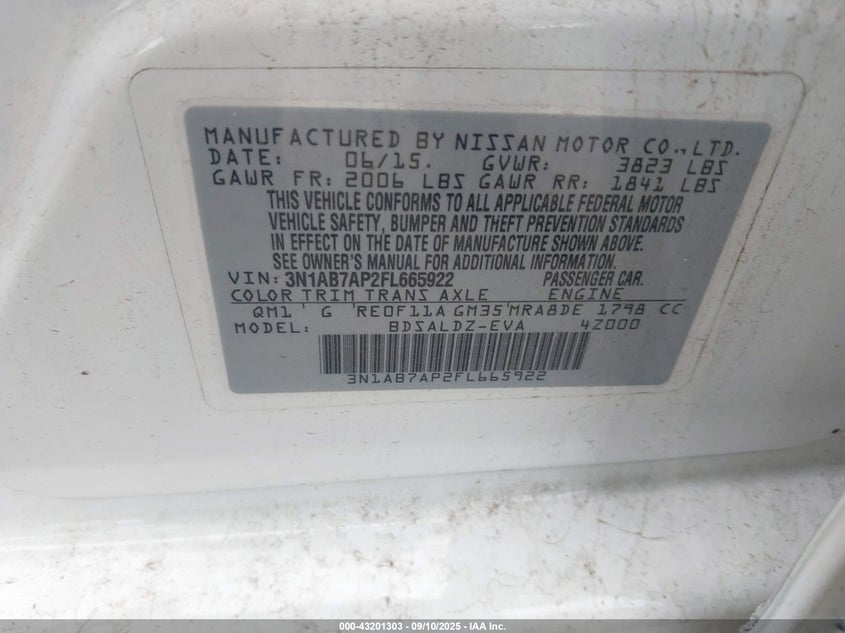 MANUFACTURED BY NISSAN MOTOR CO., LTD.
DATE: 06/15. GVWR: 3823 LBS
GAWR FR: 2006 LBS GAWR RR: 1841 LBS
THIS VEHICLE CONFORMS TO ALL APPLICABLE FEDERAL MOTOR
VEHICLE SAFETY, BUMPER AND THEFT PREVENTION STANDARDS
IN EFFECT ON THE DATE OF MANUFACTURE SHOWN ABOVE.
SEE OWNER'S MANUAL FOR ADDITIONAL INFORMATION.
VIN: 3N1AB7AP2FL665922 PASSENGER CAR.
COLOR TRIM TRANS AXLE ENGINE
QM1 ' G ' RE0F11A GM35 ' MRA8DE 1798 CC
MODEL: BDSALDZ-EVA 4Z000
3N1AB7AP2FL665922
000-43201303 - 09/10/2025 - IAA Inc.